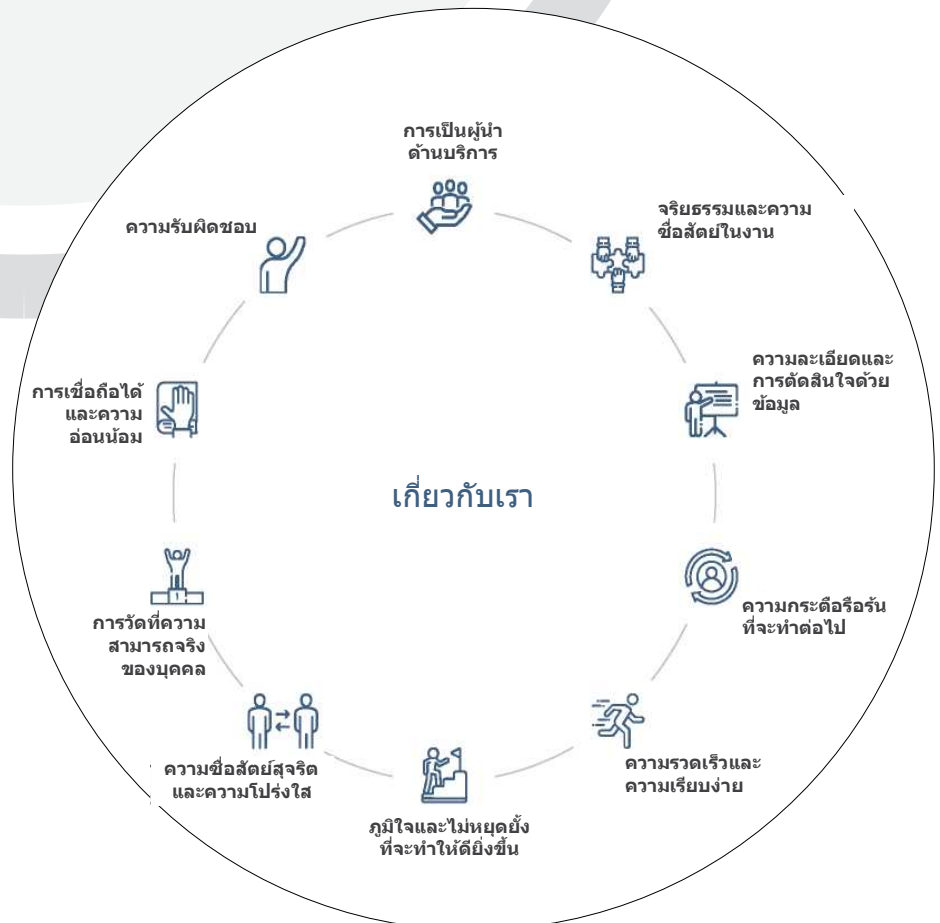 การเป็นผู้นำ
ด้านบริการ
จริยธรรมและความ
ซื่อสัตย์ในงาน
ความละเอียดและ
การตัดสินใจด้วย
ข้อมูล
ความกระตือรือร้น
ที่จะทำต่อไป
ความรวดเร็วและ
ความเรียบง่าย
ภูมิใจและไม่หยุดยั้ง
ที่จะทำให้ดียิ่งขึ้น
ความซื่อสัตย์สุจริต
และความโปร่งใส
การวัดที่ความ
สามารถจริง
ของบุคคล
การเชื่อถือได้
และความ
อ่อนน้อม
ความรับผิดชอบ
เกี่ยวกับเรา
1